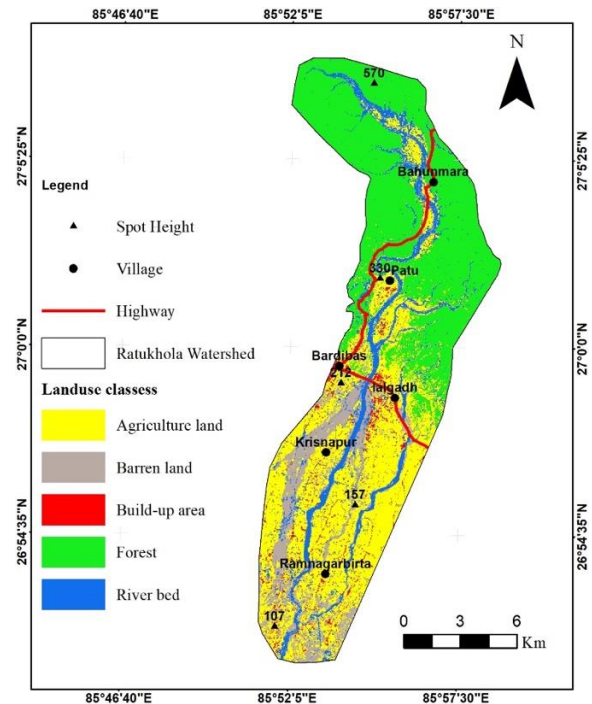 85°46'40"E
85°52'5"E
85°57'30"E
N
570
27°5'25"N
27°5'25"N
Bahunmara
Legend
Spot Height
Village
330 Patu
Highway
27°0'0"N
27°0'0"N
Ratukhola Watershed
Bardibas
212
lalgadh
Landuse classess
Agriculture land
Barren land
Krisnapur
Build-up area
157
26°54'35"N
26°54'35"N
Forest
Ramnagarbirta
River bed
107
0 3 6
Km
85°46'40"E
85°52'5"E
85°57'30"E